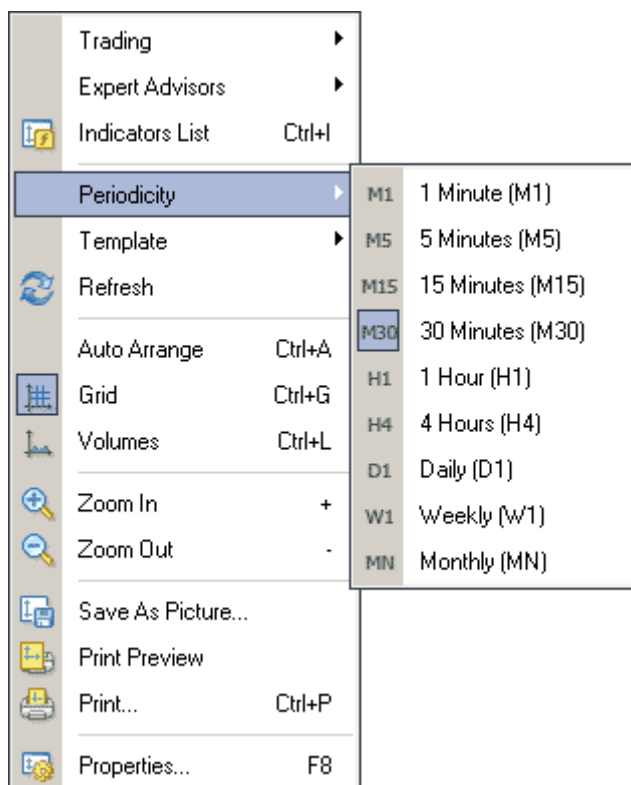 Trading
Expert Advisors
Indicators List Ctrl+I
Periodicity
Template
Refresh
Auto Arrange Ctrl+A
Grid Ctrl+G
Volumes Ctrl+L
Zoom In +
Zoom Out -
Save As Picture...
Print Preview
Print... Ctrl+P
Properties... F8
M1 1 Minute (M1)
M5 5 Minutes (M5)
M15 15 Minutes (M15)
M30 30 Minutes (M30)
H1 1 Hour (H1)
H4 4 Hours (H4)
D1 Daily (D1)
W1 Weekly (W1)
MN Monthly (MN)